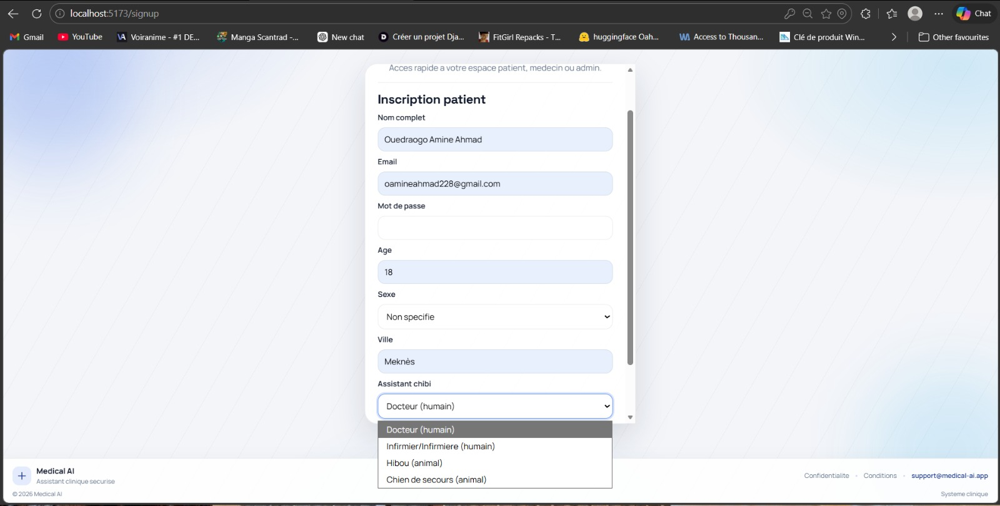 localhost:5173/signup
Chat
Gmail
YouTube
VA Voiranime - #1 DE...
Manga Scantrad -...
New chat
D Créer un projet Dja...
FitGirl Repacks - T...
huggingface Oah...
Access to Thousan...
Clé de produit Win...
Other favourites
Acces rapide a votre espace patient, medecin ou admin.
Inscription patient
Nom complet
Ouedraogo Amine Ahmad
Email
oamineahmad228@gmail.com
Mot de passe
Age
18
Sexe
Non specifie
Ville
Meknès
Assistant chibi
Docteur (humain)
Docteur (humain)
Infirmier/Infirmiere (humain)
Hibou (animal)
Chien de secours (animal)
Medical AI
Assistant clinique securise
© 2026 Medical AI
Confidentialite • Conditions • support@medical-ai.app
Systeme clinique